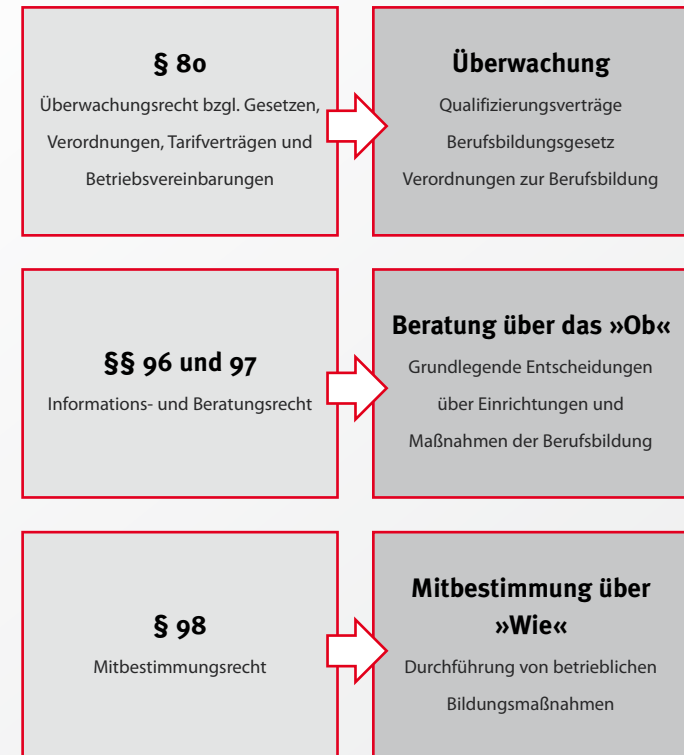 § 80
Überwachungsrecht bzgl. Gesetzen,
Verordnungen, Tarifverträgen und
Betriebsvereinbarungen
Überwachung
Qualifizierungsverträge
Berufsbildungsgesetz
Verordnungen zur Berufsbildung
§§ 96 und 97
Informations- und Beratungsrecht
Beratung über das »Ob«
Grundlegende Entscheidungen
über Einrichtungen und
Maßnahmen der Berufsbildung
§ 98
Mitbestimmungsrecht
Mitbestimmung über
»Wie«
Durchführung von betrieblichen
Bildungsmaßnahmen